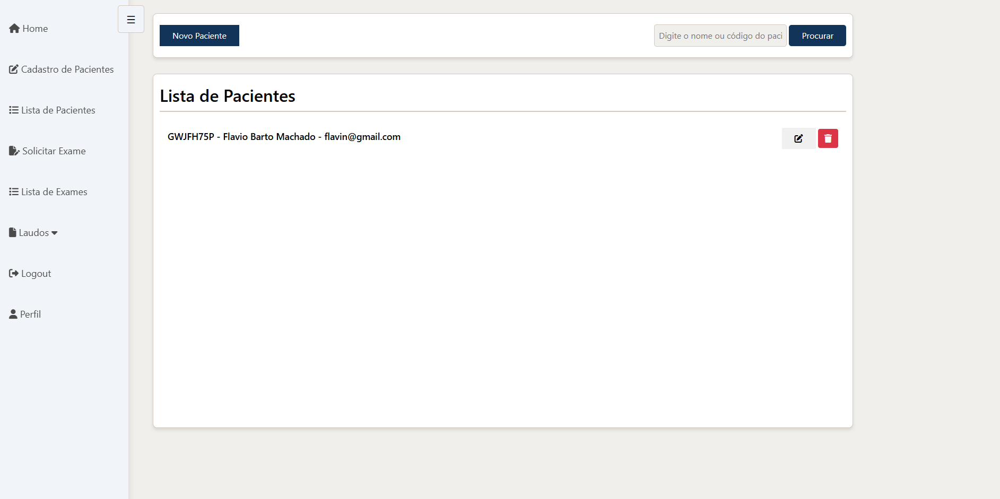 Home
Cadastro de Pacientes
Lista de Pacientes
Solicitar Exame
Lista de Exames
Laudos
Logout
Perfil
Novo Paciente
Digite o nome ou código do paci
Procurar
Lista de Pacientes
GWJFH75P - Flavio Barto Machado - flavin@gmail.com